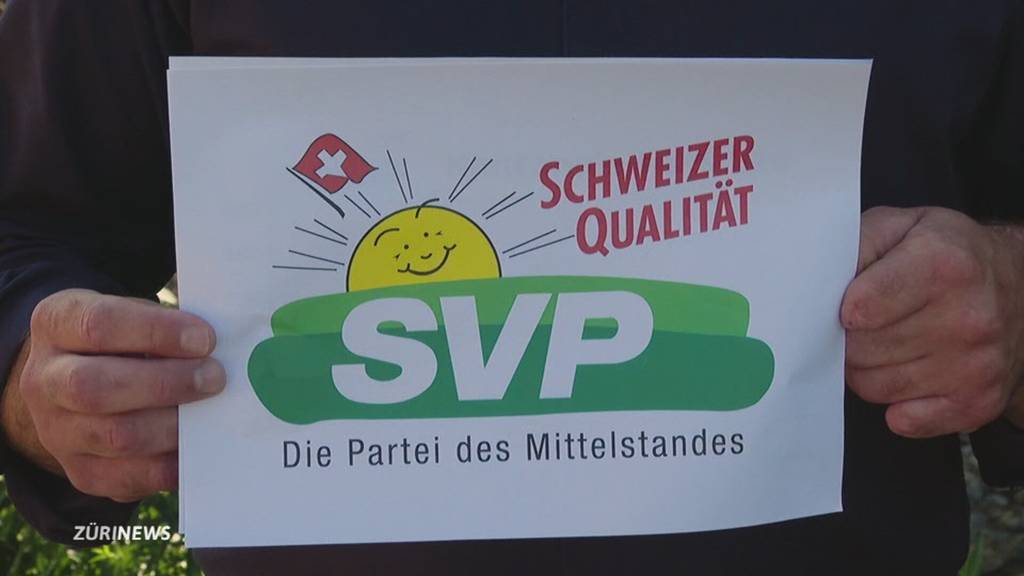 SCHWEIZER
QUALITÄT
SVP
Die Partei des Mittelstandes
ZÜRINEWS